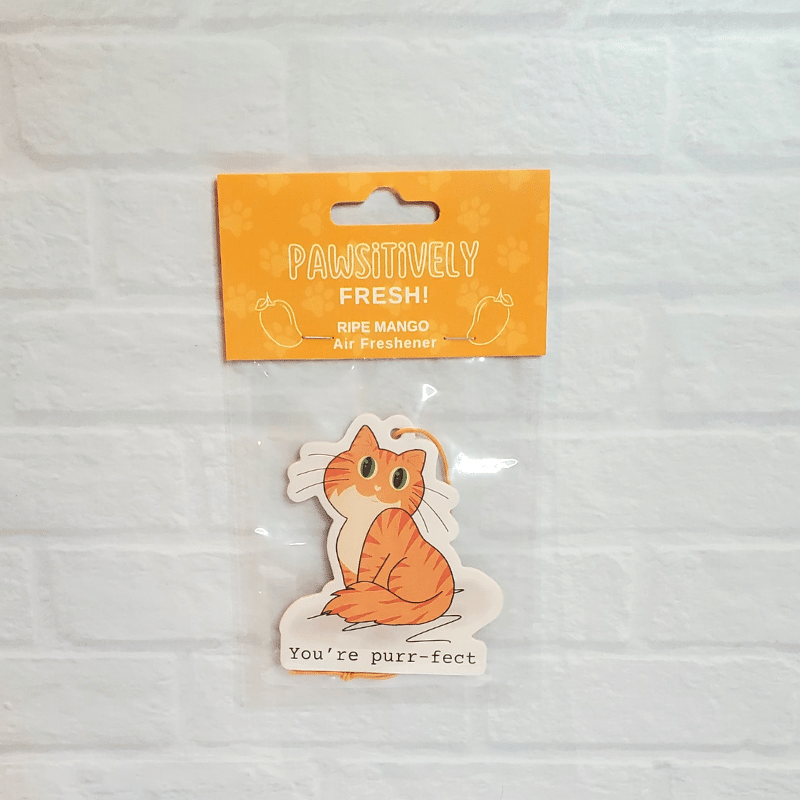 PAWSiTiVELY
FRESH!
RIPE MANGO
Air Freshener
You're purr-fect